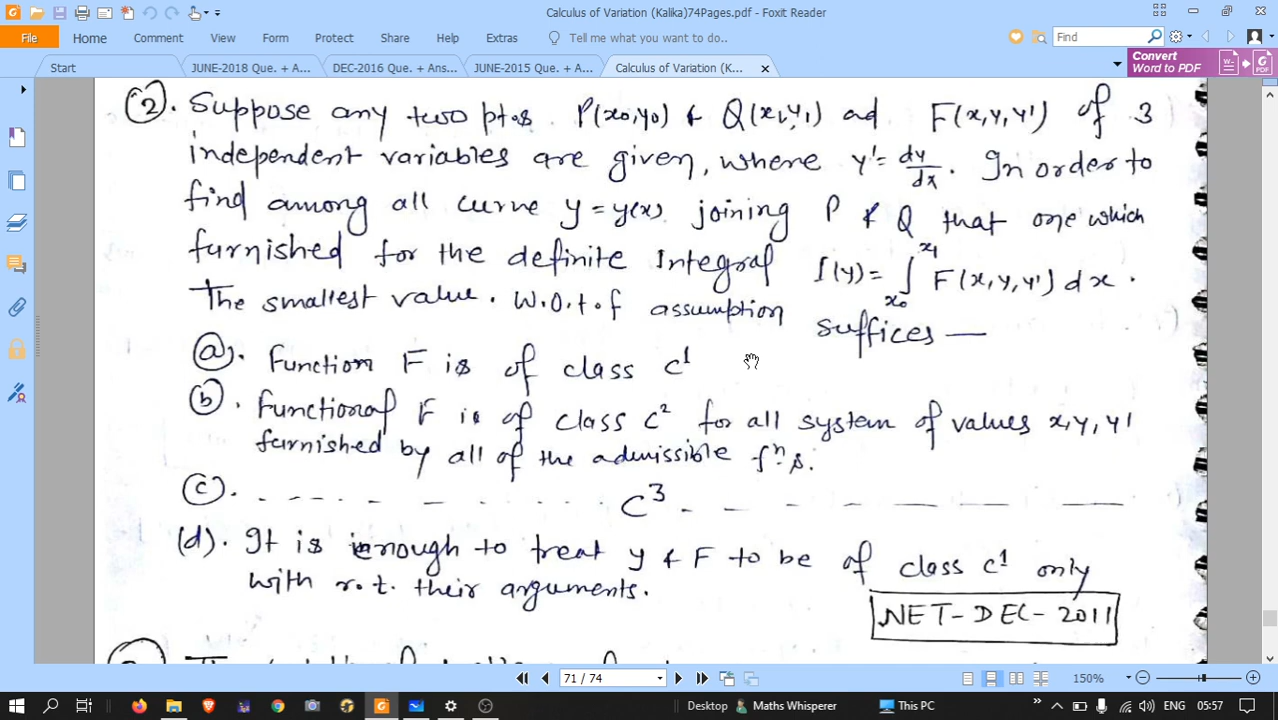 Calculus of Variation (Kalika)74Pages.pdf - Foxit Reader
File Home Comment View Form Protect Share Help Extras Tell me what you want to do.. Find
Start JUNE-2018 Que. + A... DEC-2016 Que. + Ans... JUNE-2015 Que. + A... Calculus of Variation (K... Convert Word to PDF
(2). Suppose any two pt.s P(x0,y0) & Q(x1,y1) ad F(x,y,y') of 3
independent variables are given, where y'= dy/dx. In order to
find among all curve y=y(x) joining P & Q that one which
furnished for the definite Integral I(y)= ∫x0^x1 F(x,y,y') dx.
The smallest value. W.O.t.f assumption suffices —
(a). Function F is of class c1
(b). Functional F is of class c2 for all system of values x,y,y'
furnished by all of the admissible fn.s.
(c). - - - - - - - - c3 - - - - - -
(d). It is enough to treat y & F to be of class c1 only
with r.t. their arguments.
NET-DEC-2011
71 / 74 150%
Desktop Maths Whisperer This PC ENG 05:57